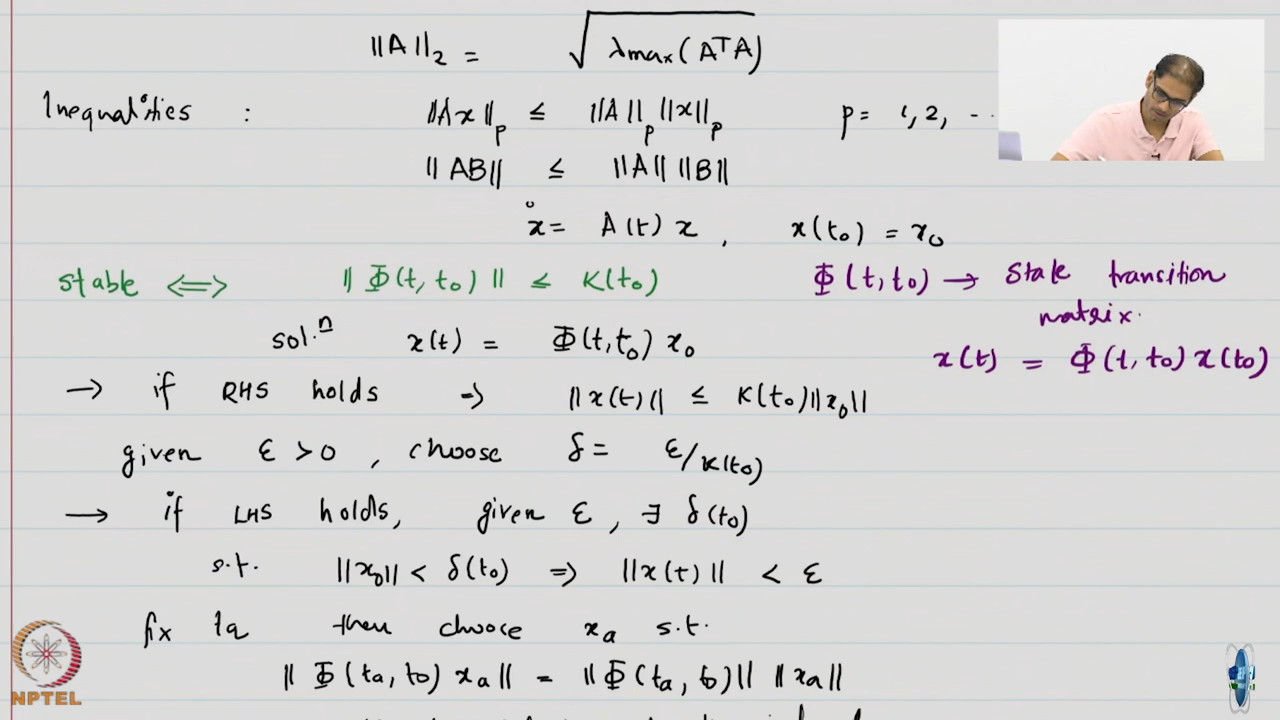 ||A||₂ = √λmax(AᵀA)
Inequalities : ||Ax||p ≤ ||A||p ||x||p p = 1, 2, --
||AB|| ≤ ||A|| ||B||
ẋ = A(t) x , x(t₀) = x₀
stable ⟺ ||Φ(t, t₀)|| ≤ K(t₀) Φ(t, t₀) → State transition matrix.
sol.ⁿ x(t) = Φ(t, t₀) x₀ x(t) = Φ(t, t₀) x(t₀)
→ if RHS holds ⇒ ||x(t)|| ≤ K(t₀)||x₀||
given ε > 0 , choose δ = ε/K(t₀)
→ if LHS holds, given ε , ∃ δ(t₀)
s.t. ||x₀|| < δ(t₀) ⇒ ||x(t)|| < ε
fix ta then choose xa s.t.
||Φ(ta, t₀) xa|| = ||Φ(ta, t₀)|| ||xa||
NPTEL